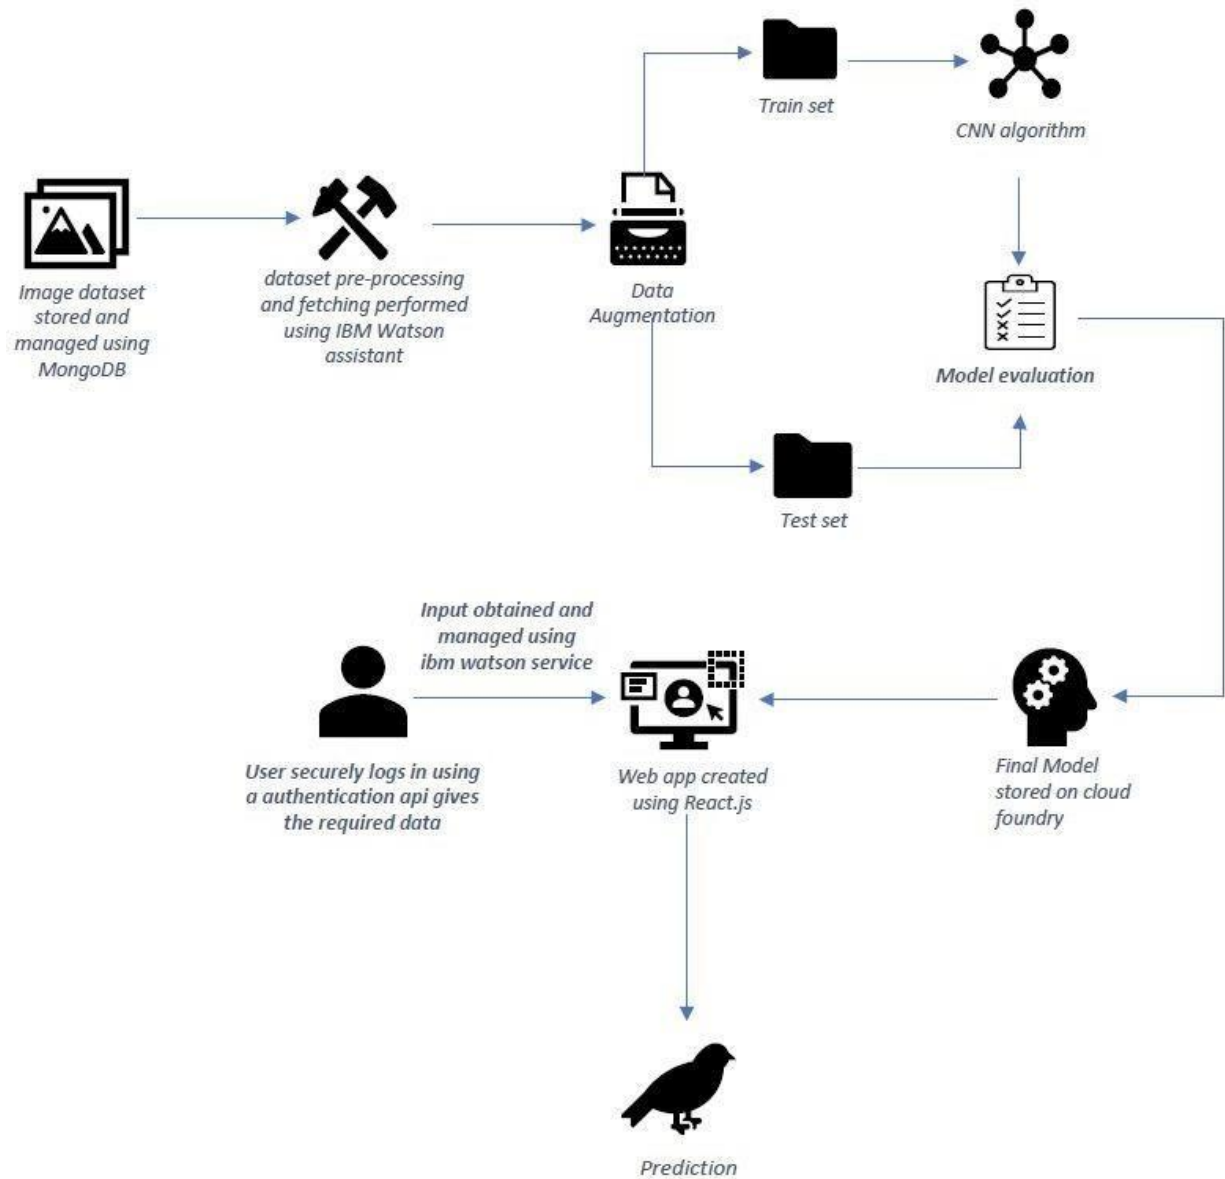 Train set
CNN algorithm
Image dataset
stored and
managed using
MongoDB
dataset pre-processing
and fetching performed
using IBM Watson
assistant
Data
Augmentation
Model evaluation
Test set
Input obtained and
managed using
ibm watson service
User securely logs in using
a authentication api gives
the required data
Web app created
using React.js
Final Model
stored on cloud
foundry
Prediction